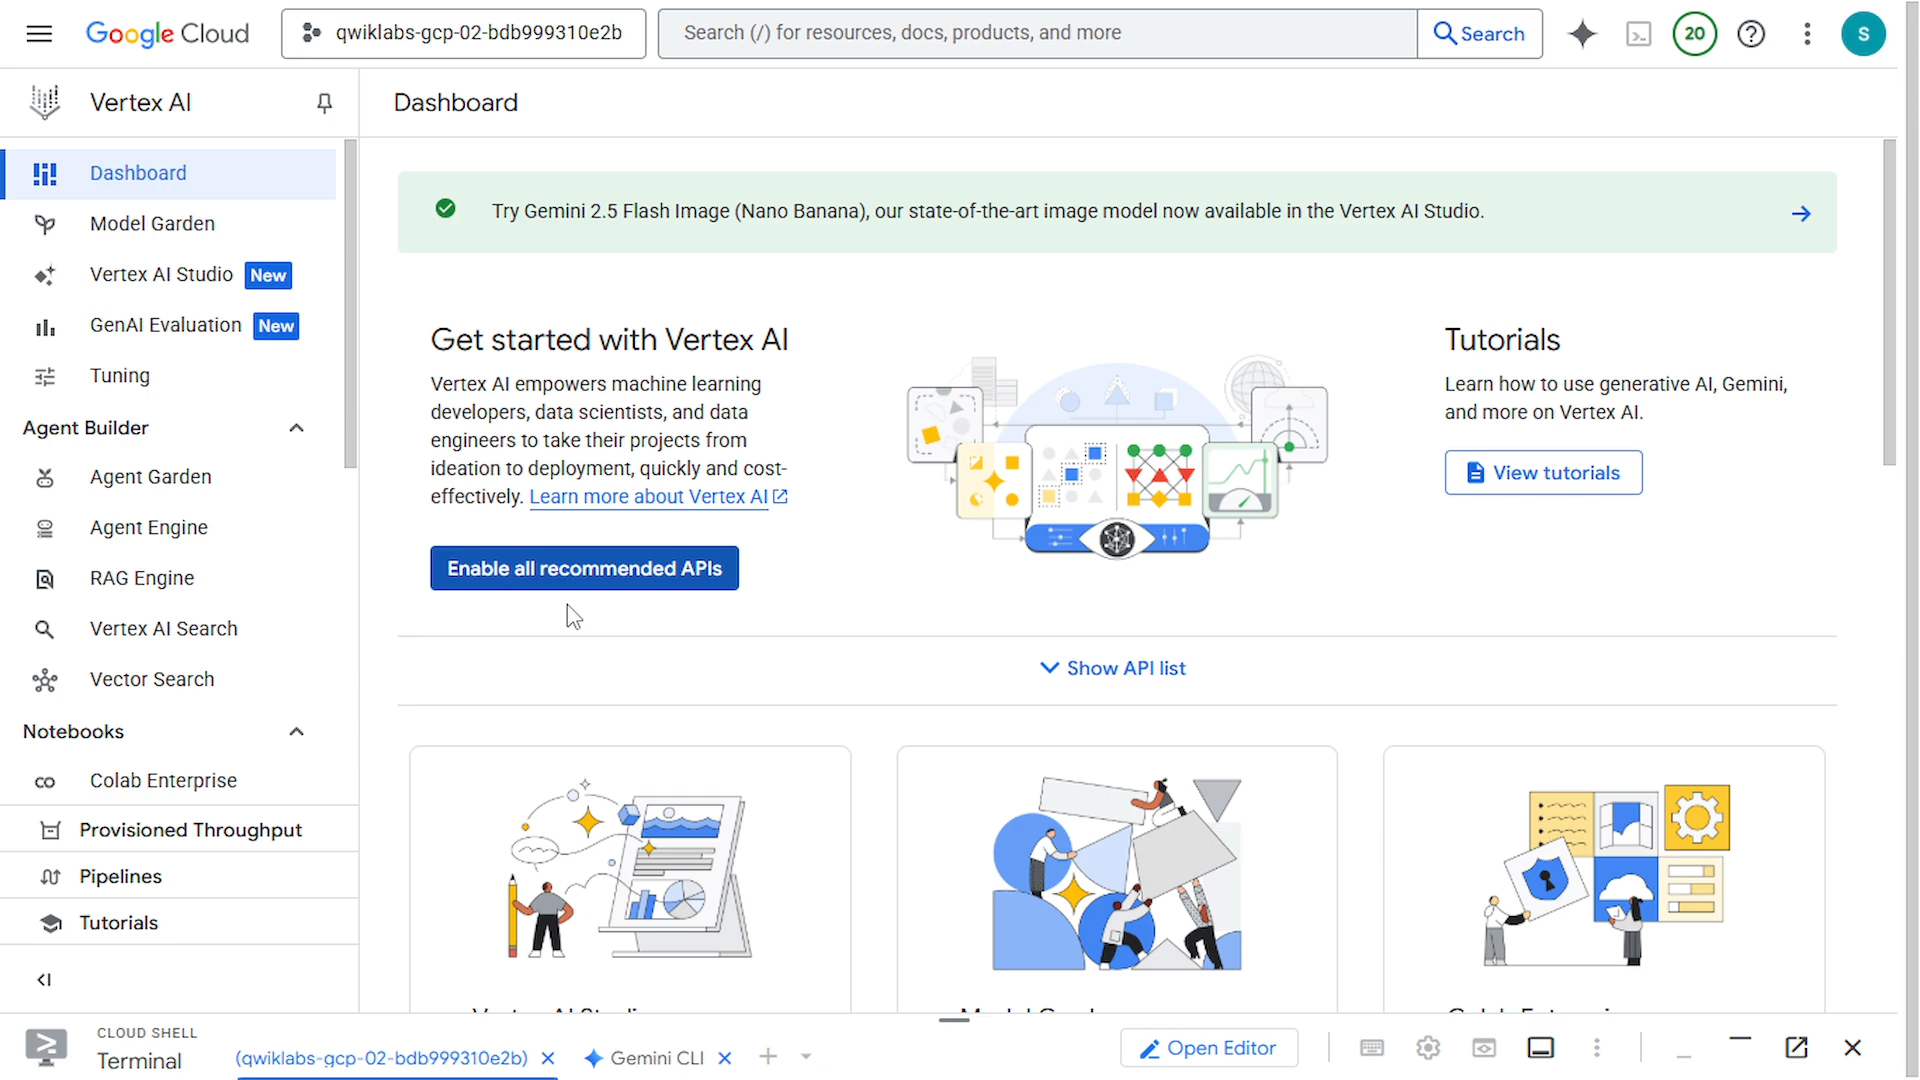 Google Cloud
qwiklabs-gcp-02-bdb999310e2b
Search (/) for resources, docs, products, and more
Search
20
S
Vertex AI
Dashboard
Dashboard
Model Garden
Vertex AI Studio New
GenAI Evaluation New
Tuning
Agent Builder
Agent Garden
Agent Engine
RAG Engine
Vertex AI Search
Vector Search
Notebooks
Colab Enterprise
Provisioned Throughput
Pipelines
Tutorials
Try Gemini 2.5 Flash Image (Nano Banana), our state-of-the-art image model now available in the Vertex AI Studio.
Get started with Vertex AI
Vertex AI empowers machine learning
developers, data scientists, and data
engineers to take their projects from
ideation to deployment, quickly and cost-
effectively. Learn more about Vertex AI
Enable all recommended APIs
Tutorials
Learn how to use generative AI, Gemini,
and more on Vertex AI.
View tutorials
Show API list
CLOUD SHELL
Terminal
(qwiklabs-gcp-02-bdb999310e2b)
Gemini CLI
Open Editor